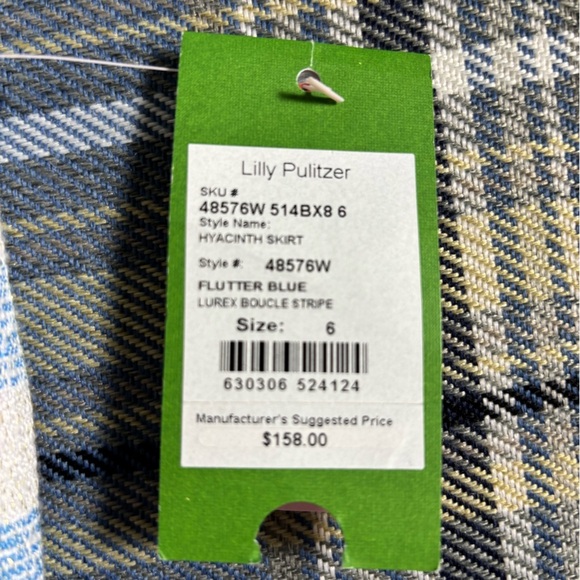 Lilly Pulitzer
SKU #
48576W 514BX8 6
Style Name:
HYACINTH SKIRT
Style #: 48576W
FLUTTER BLUE
LUREX BOUCLE STRIPE
Size: 6
630306 524124
Manufacturer's Suggested Price
$158.00